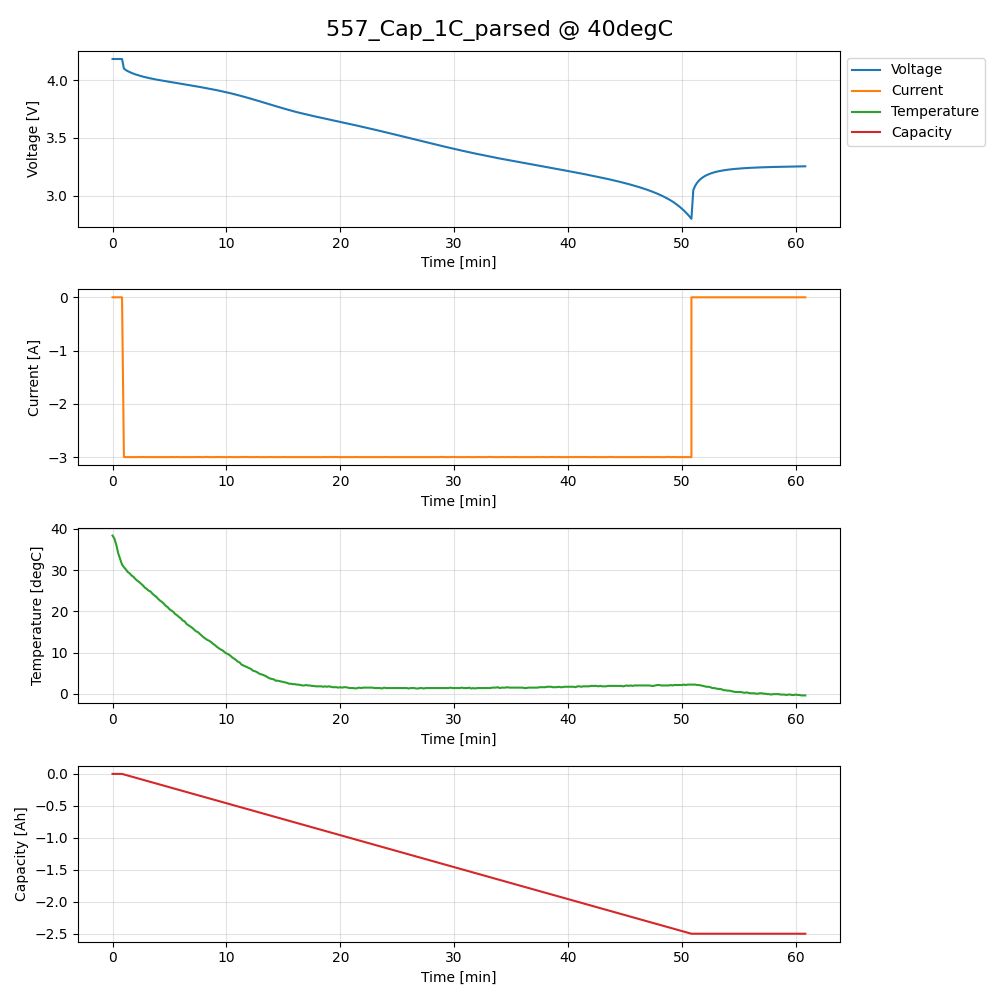 557_Cap_1C_parsed @ 40degC
Voltage [V]
4.0
3.5
3.0
0 10 20 30 40 50 60
Time [min]
Voltage
Current
Temperature
Capacity
Current [A]
0
−1
−2
−3
0 10 20 30 40 50 60
Time [min]
Temperature [degC]
40
30
20
10
0
0 10 20 30 40 50 60
Time [min]
Capacity [Ah]
0.0
−0.5
−1.0
−1.5
−2.0
−2.5
0 10 20 30 40 50 60
Time [min]